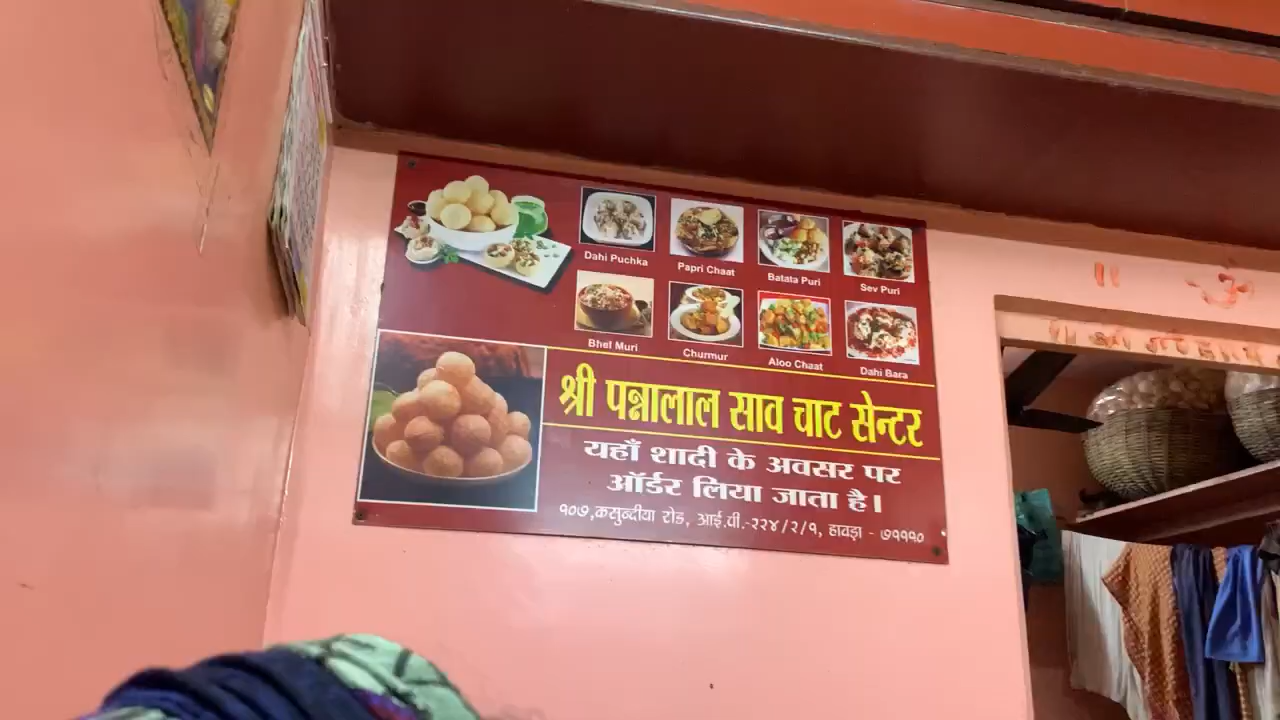 Dahi Puchka
Papri Chaat
Batata Puri
Sev Puri
Bhel Muri
Churmur
Aloo Chaat
Dahi Bara
श्री पन्नालाल साव चाट सेन्टर
यहाँ शादी के अवसर पर
ऑर्डर लिया जाता है।
१०७,कसुन्दीया रोड, आई.पी.-२२४/२/१, हावड़ा - ७१११०